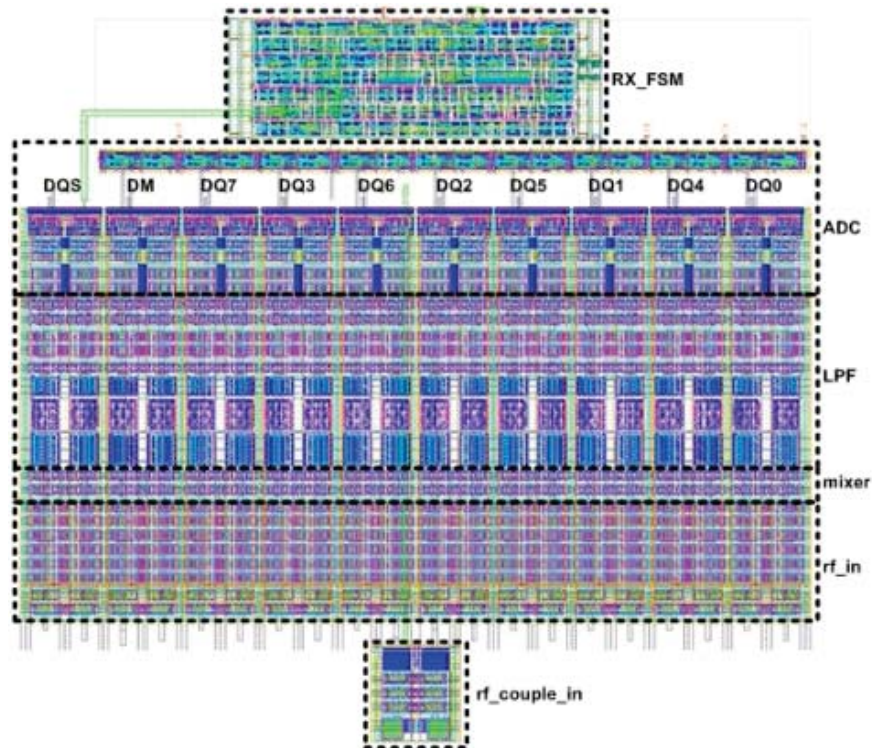 RX_FSM
DQS DM DQ7 DQ3 DQ6 DQ2 DQ5 DQ1 DQ4 DQ0
ADC
LPF
mixer
rf_in
rf_couple_in